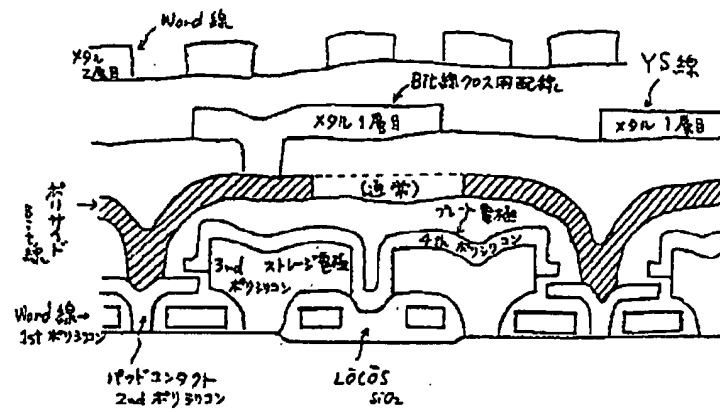 Word線
メタル
2層目
Bit線クロス用配線
YS線
メタル1層目
メタル1層目
ポリサイド
Bit線
(通常)
プレート電極
4th ポリシリコン
3rd ストレージ電極
ポリシリコン
Word線→
1st ポリシリコン
パッドコンタクト
2nd ポリシリコン
LOCOS
SiO2